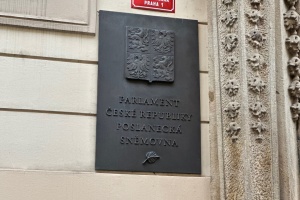 PRAHA 1
PARLAMENT
ČESKÉ REPUBLIKY
POSLANECKÁ
SNĚMOVNA